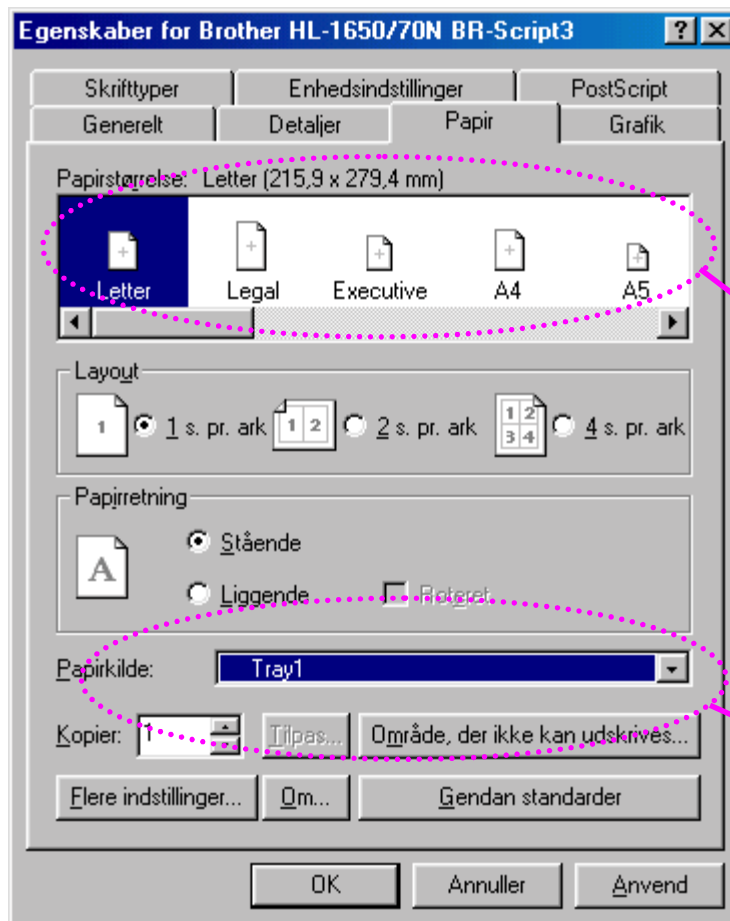 Egenskaber for Brother HL-1650/70N BR-Script3
Skrifttyper Enhedsindstillinger PostScript
Generelt Detaljer Papir Grafik
Papirstørrelse: Letter (215,9 x 279,4 mm)
Letter Legal Executive A4 A5
Layout
1 1 s. pr. ark 1 2 2 s. pr. ark 1 2 3 4 4 s. pr. ark
Papirretning
A
Stående
Liggende Roteret
Papirkilde: Tray1
Kopier: 1 Tilpas... Område, der ikke kan udskrives...
Flere indstillinger... Om... Gendan standarder
OK Annuller Anvend